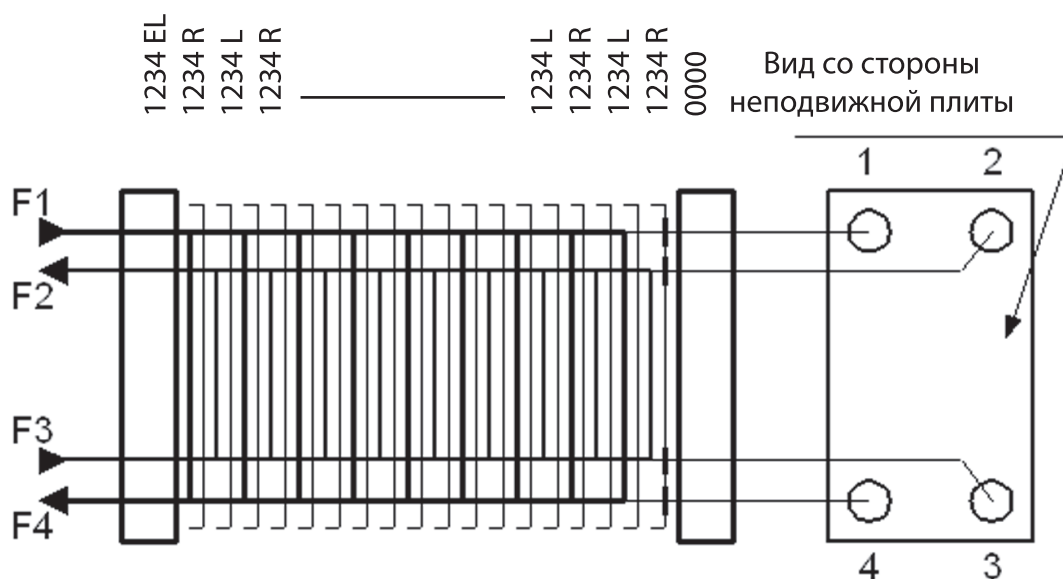 1234 EL
1234 R
1234 L
1234 R
1234 L
1234 R
1234 L
1234 R
0000
Вид со стороны
неподвижной плиты
1 2
F1
F2
F3
F4
4 3